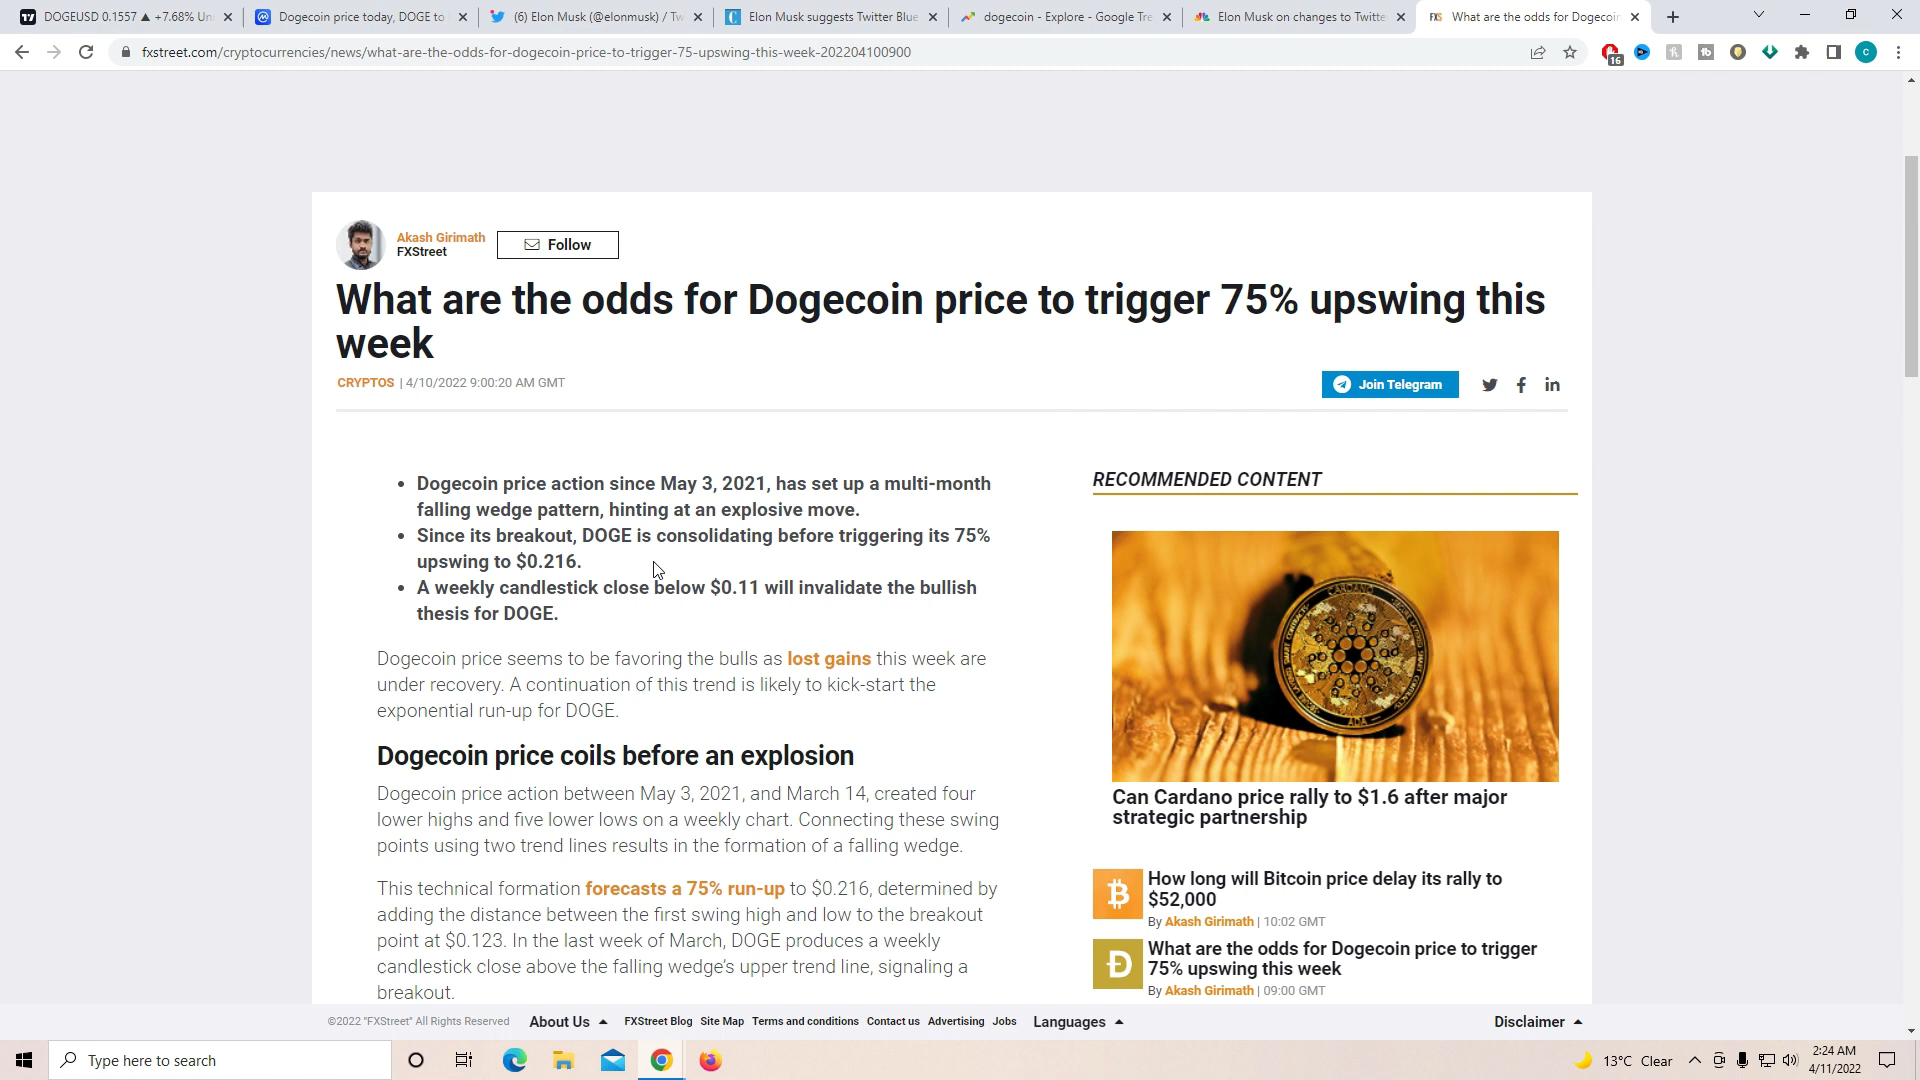 DOGEUSD 0.1557 ▲ +7.68% Un
Dogecoin price today, DOGE to
(6) Elon Musk (@elonmusk) / Tw
Elon Musk suggests Twitter Blue
dogecoin - Explore - Google Tre
Elon Musk on changes to Twitte
What are the odds for Dogecoin
fxstreet.com/cryptocurrencies/news/what-are-the-odds-for-dogecoin-price-to-trigger-75-upswing-this-week-202204100900
16
C
Akash Girimath
FXStreet
Follow
What are the odds for Dogecoin price to trigger 75% upswing this
week
CRYPTOS | 4/10/2022 9:00:20 AM GMT
Join Telegram
• Dogecoin price action since May 3, 2021, has set up a multi-month
falling wedge pattern, hinting at an explosive move.
• Since its breakout, DOGE is consolidating before triggering its 75%
upswing to $0.216.
• A weekly candlestick close below $0.11 will invalidate the bullish
thesis for DOGE.
Dogecoin price seems to be favoring the bulls as lost gains this week are
under recovery. A continuation of this trend is likely to kick-start the
exponential run-up for DOGE.
Dogecoin price coils before an explosion
Dogecoin price action between May 3, 2021, and March 14, created four
lower highs and five lower lows on a weekly chart. Connecting these swing
points using two trend lines results in the formation of a falling wedge.
This technical formation forecasts a 75% run-up to $0.216, determined by
adding the distance between the first swing high and low to the breakout
point at $0.123. In the last week of March, DOGE produces a weekly
candlestick close above the falling wedge's upper trend line, signaling a
breakout.
RECOMMENDED CONTENT
CARDANO
ADA
Can Cardano price rally to $1.6 after major
strategic partnership
How long will Bitcoin price delay its rally to
$52,000
By Akash Girimath | 10:02 GMT
What are the odds for Dogecoin price to trigger
75% upswing this week
By Akash Girimath | 09:00 GMT
©2022 "FXStreet" All Rights Reserved
About Us
FXStreet Blog
Site Map
Terms and conditions
Contact us
Advertising
Jobs
Languages
Disclaimer
Type here to search
13°C Clear
2:24 AM
4/11/2022